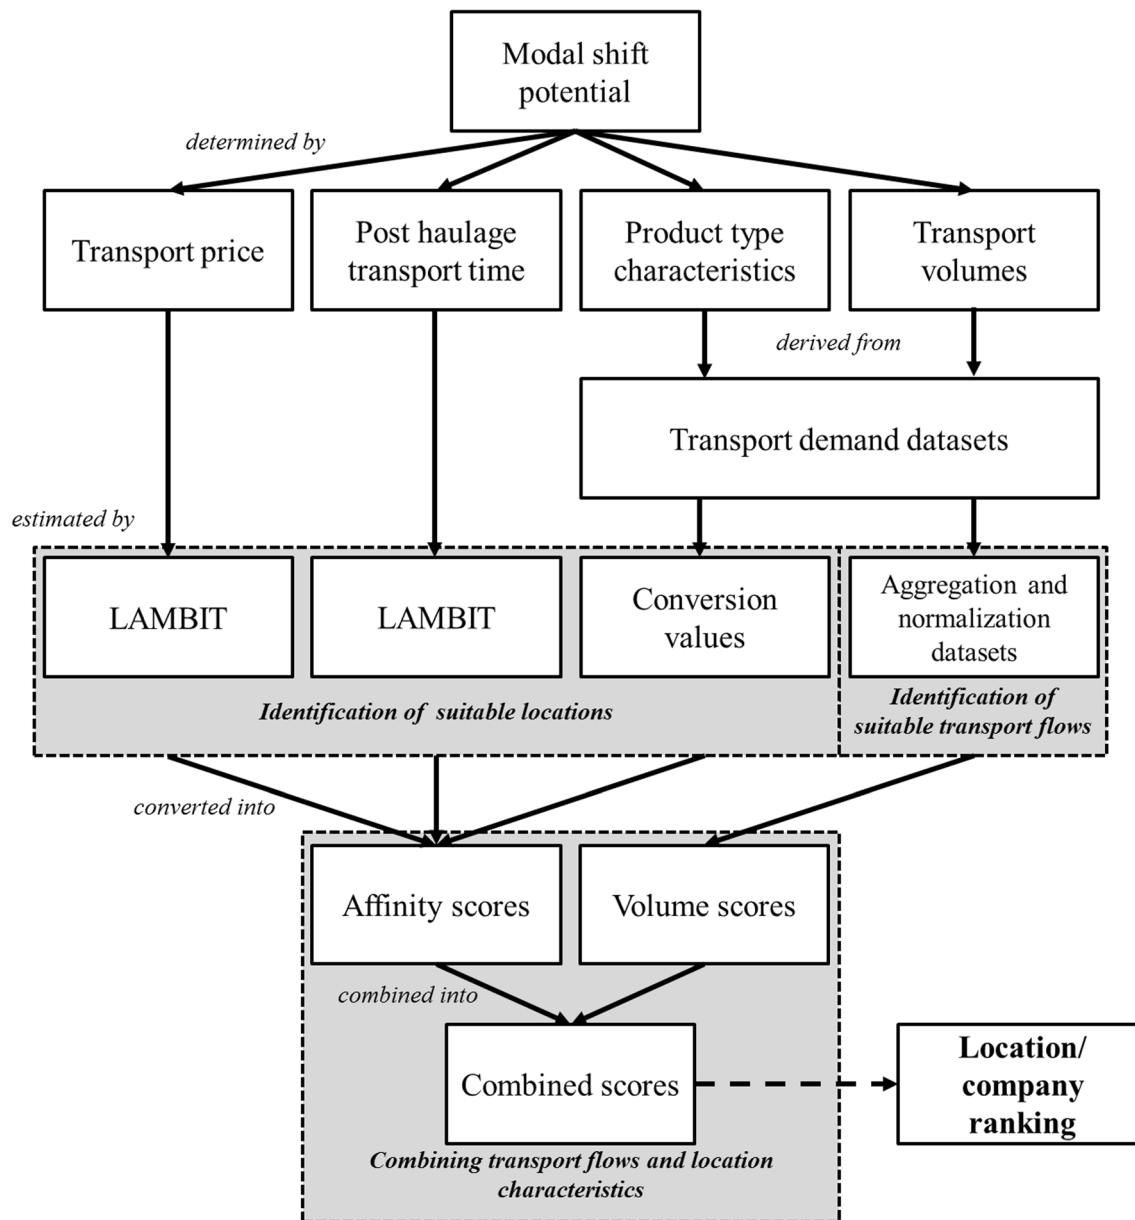 Modal shift
potential
determined by
Transport price
Post haulage
transport time
Product type
characteristics
Transport
volumes
derived from
Transport demand datasets
estimated by
LAMBIT
LAMBIT
Conversion
values
Aggregation and
normalization
datasets
Identification of suitable locations
Identification of
suitable transport flows
converted into
Affinity scores
Volume scores
combined into
Combined scores
Location/
company
ranking
Combining transport flows and location
characteristics